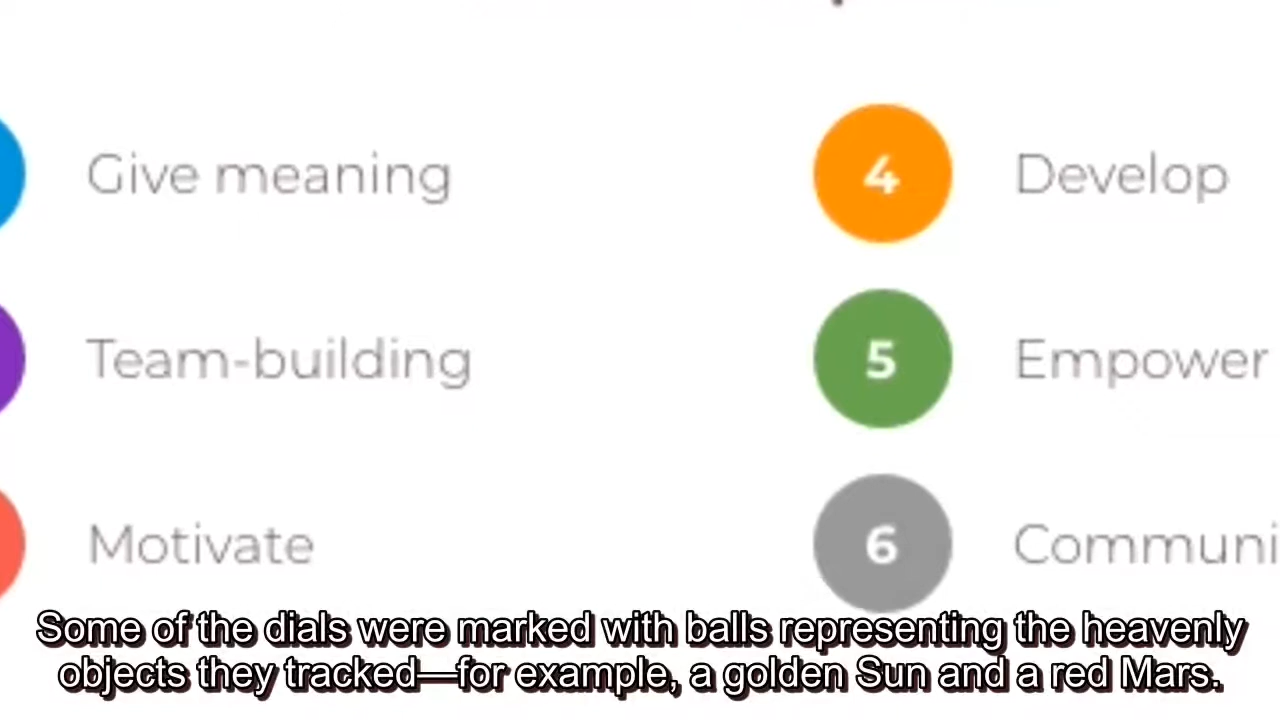 Give meaning
4 Develop
Team-building
5 Empower
Motivate
6 Communi
Some of the dials were marked with balls representing the heavenly
objects they tracked—for example, a golden Sun and a red Mars.